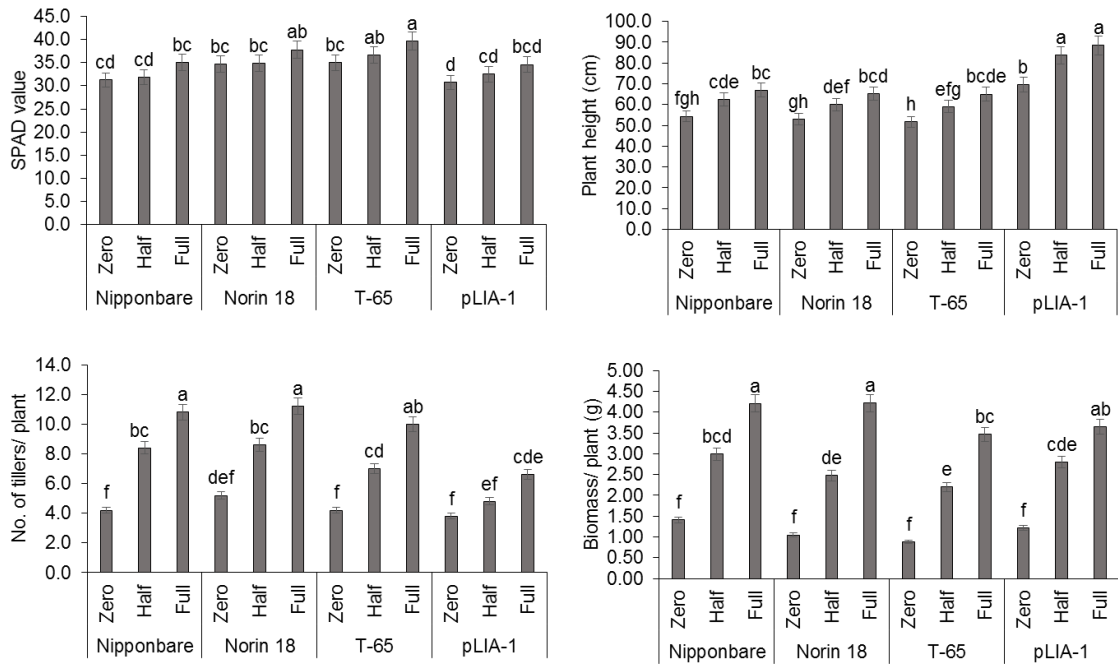 45.0
40.0
35.0
30.0
25.0
20.0
15.0
10.0
5.0
0.0
SPAD value
cd cd bc bc bc ab bc ab a d cd bcd
Zero Half Full Zero Half Full Zero Half Full Zero Half Full
Nipponbare Norin 18 T-65 pLIA-1
100.0
90.0
80.0
70.0
60.0
50.0
40.0
30.0
20.0
10.0
0.0
Plant height (cm)
fgh cde bc gh def bcd h efg bcde b a a
Zero Half Full Zero Half Full Zero Half Full Zero Half Full
Nipponbare Norin 18 T-65 pLIA-1
14.0
12.0
10.0
8.0
6.0
4.0
2.0
0.0
No. of tillers/ plant
f bc a def bc a f cd ab f ef cde
Zero Half Full Zero Half Full Zero Half Full Zero Half Full
Nipponbare Norin 18 T-65 pLIA-1
5.00
4.50
4.00
3.50
3.00
2.50
2.00
1.50
1.00
0.50
0.00
Biomass/ plant (g)
f bcd a f de a f e bc f cde ab
Zero Half Full Zero Half Full Zero Half Full Zero Half Full
Nipponbare Norin 18 T-65 pLIA-1